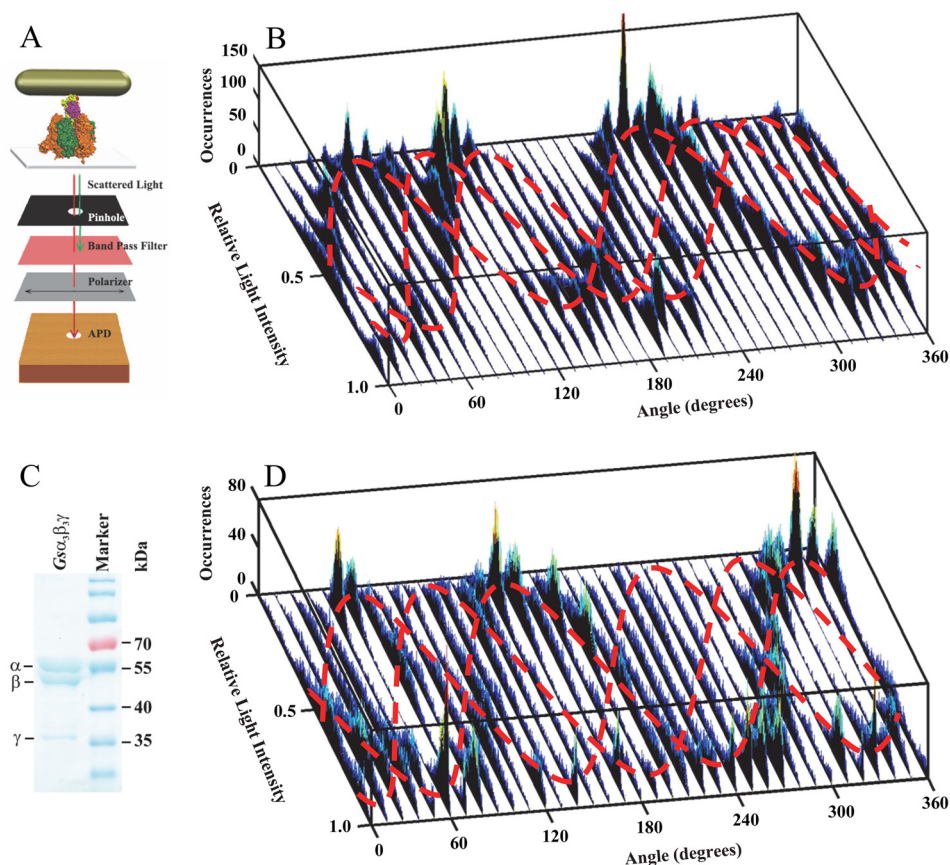 A
Scattered Light
Pinhole
Band Pass Filter
Polarizer
APD
B
Occurrences
150
100
50
0
Relative Light Intensity
0.5
1.0
0
60
120
180
240
300
360
Angle (degrees)
C
Gsα₃β₃γ
Marker
kDa
70
55
40
35
α
β
γ
D
Occurrences
80
40
0
Relative Light Intensity
0.5
1.0
0
60
120
180
240
300
360
Angle (degrees)